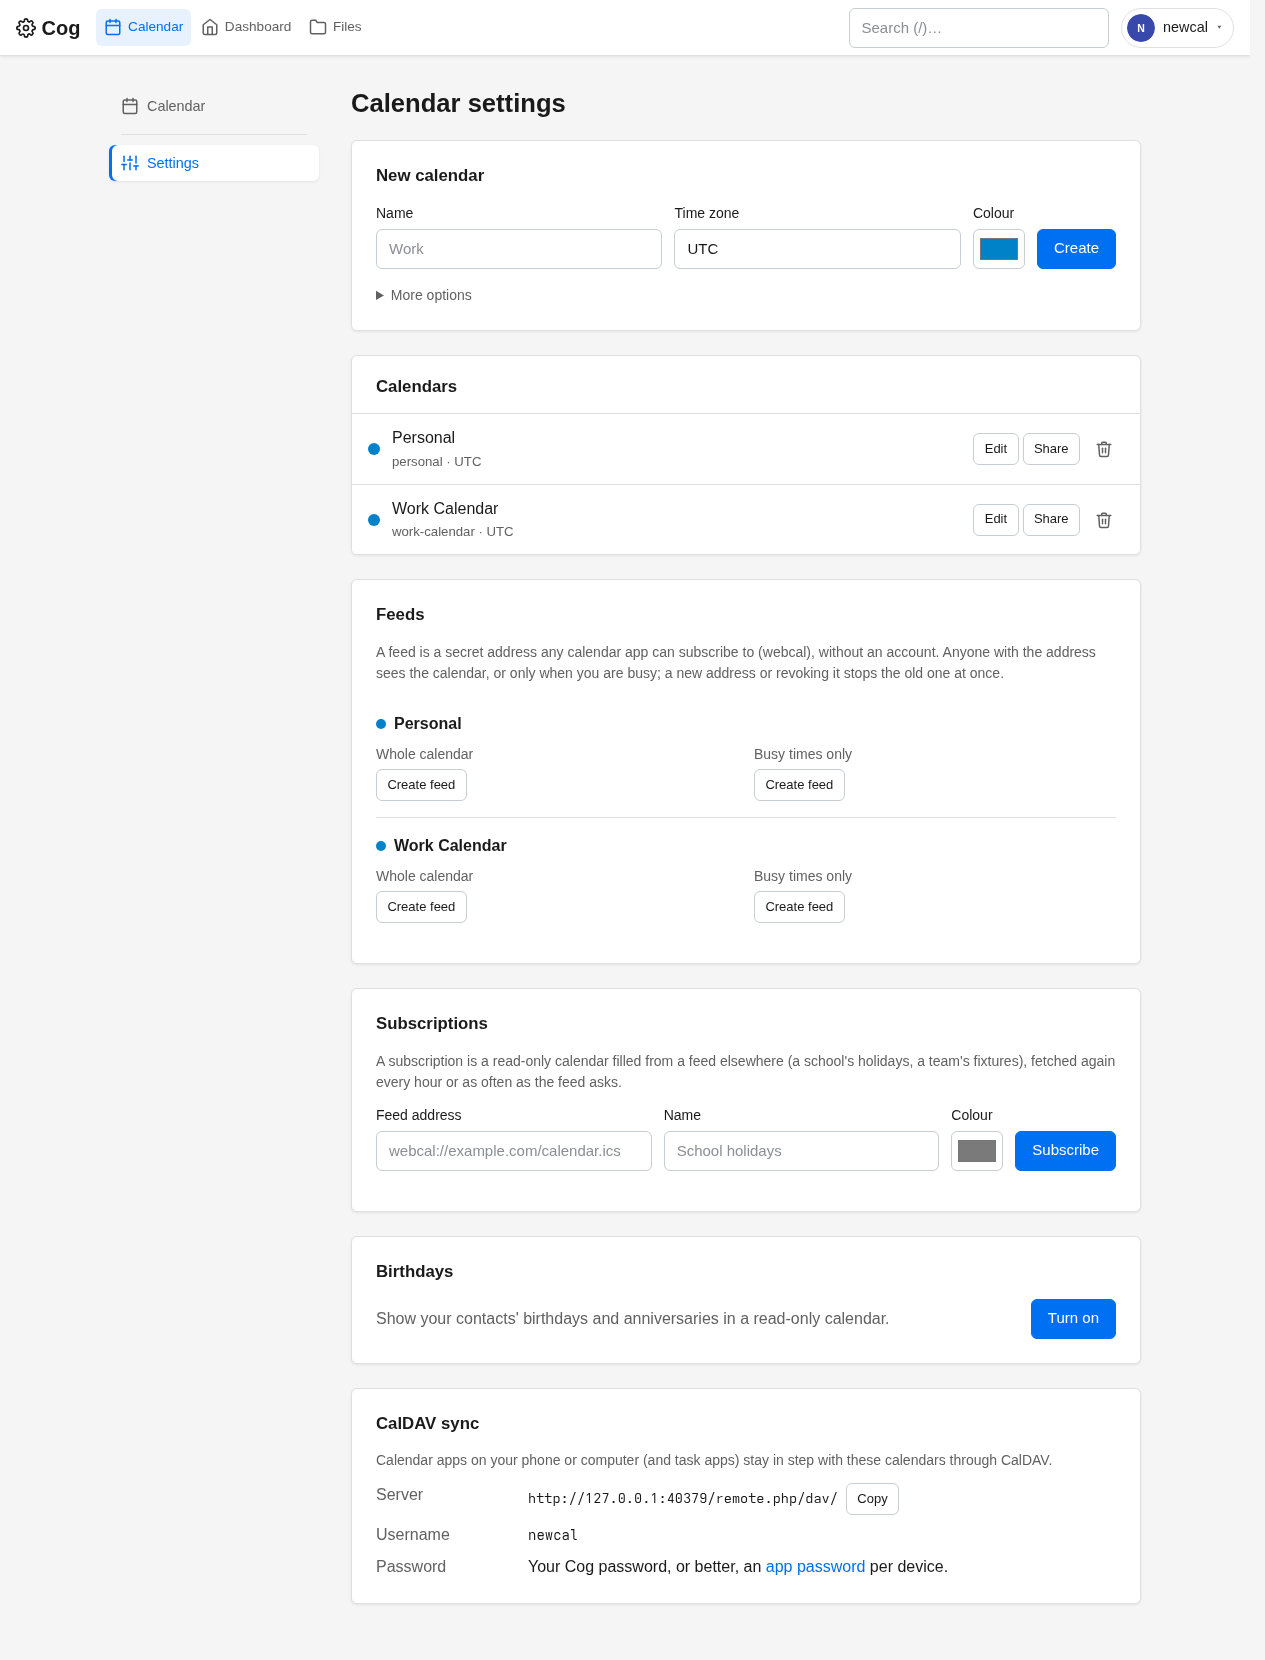 Cog
Calendar
Dashboard
Files
Search (/)…
N
newcal
Calendar
Settings
Calendar settings
New calendar
Name
Time zone
Colour
Work
UTC
Create
More options
Calendars
Personal
personal · UTC
Edit
Share
Work Calendar
work-calendar · UTC
Edit
Share
Feeds
A feed is a secret address any calendar app can subscribe to (webcal), without an account. Anyone with the address
sees the calendar, or only when you are busy; a new address or revoking it stops the old one at once.
Personal
Whole calendar
Busy times only
Create feed
Create feed
Work Calendar
Whole calendar
Busy times only
Create feed
Create feed
Subscriptions
A subscription is a read-only calendar filled from a feed elsewhere (a school's holidays, a team's fixtures), fetched again
every hour or as often as the feed asks.
Feed address
Name
Colour
webcal://example.com/calendar.ics
School holidays
Subscribe
Birthdays
Show your contacts' birthdays and anniversaries in a read-only calendar.
Turn on
CalDAV sync
Calendar apps on your phone or computer (and task apps) stay in step with these calendars through CalDAV.
Server
http://127.0.0.1:40379/remote.php/dav/
Copy
Username
newcal
Password
Your Cog password, or better, an app password per device.